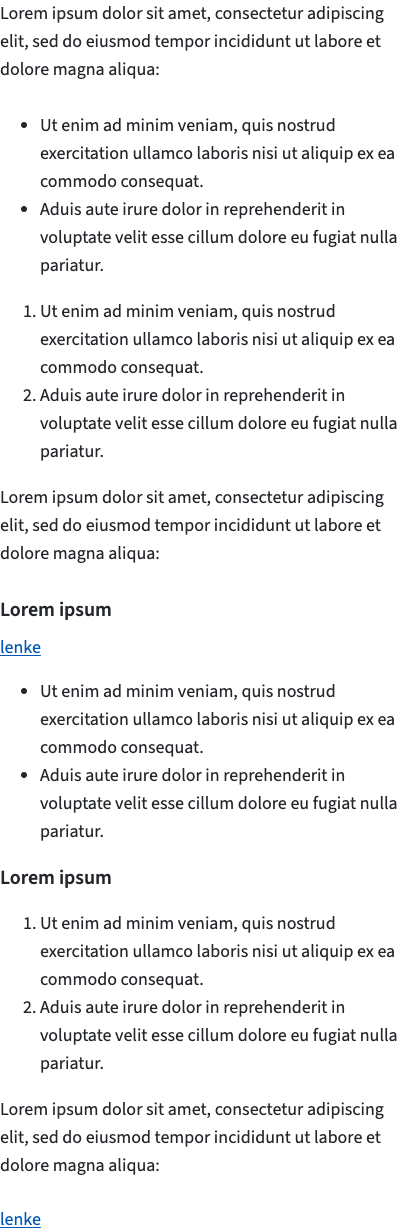 Lorem ipsum dolor sit amet, consectetur adipiscing
elit, sed do eiusmod tempor incididunt ut labore et
dolore magna aliqua:
• Ut enim ad minim veniam, quis nostrud
exercitation ullamco laboris nisi ut aliquip ex ea
commodo consequat.
• Aduis aute irure dolor in reprehenderit in
voluptate velit esse cillum dolore eu fugiat nulla
pariatur.
1. Ut enim ad minim veniam, quis nostrud
exercitation ullamco laboris nisi ut aliquip ex ea
commodo consequat.
2. Aduis aute irure dolor in reprehenderit in
voluptate velit esse cillum dolore eu fugiat nulla
pariatur.
Lorem ipsum dolor sit amet, consectetur adipiscing
elit, sed do eiusmod tempor incididunt ut labore et
dolore magna aliqua:
Lorem ipsum
lenke
• Ut enim ad minim veniam, quis nostrud
exercitation ullamco laboris nisi ut aliquip ex ea
commodo consequat.
• Aduis aute irure dolor in reprehenderit in
voluptate velit esse cillum dolore eu fugiat nulla
pariatur.
Lorem ipsum
1. Ut enim ad minim veniam, quis nostrud
exercitation ullamco laboris nisi ut aliquip ex ea
commodo consequat.
2. Aduis aute irure dolor in reprehenderit in
voluptate velit esse cillum dolore eu fugiat nulla
pariatur.
Lorem ipsum dolor sit amet, consectetur adipiscing
elit, sed do eiusmod tempor incididunt ut labore et
dolore magna aliqua:
lenke